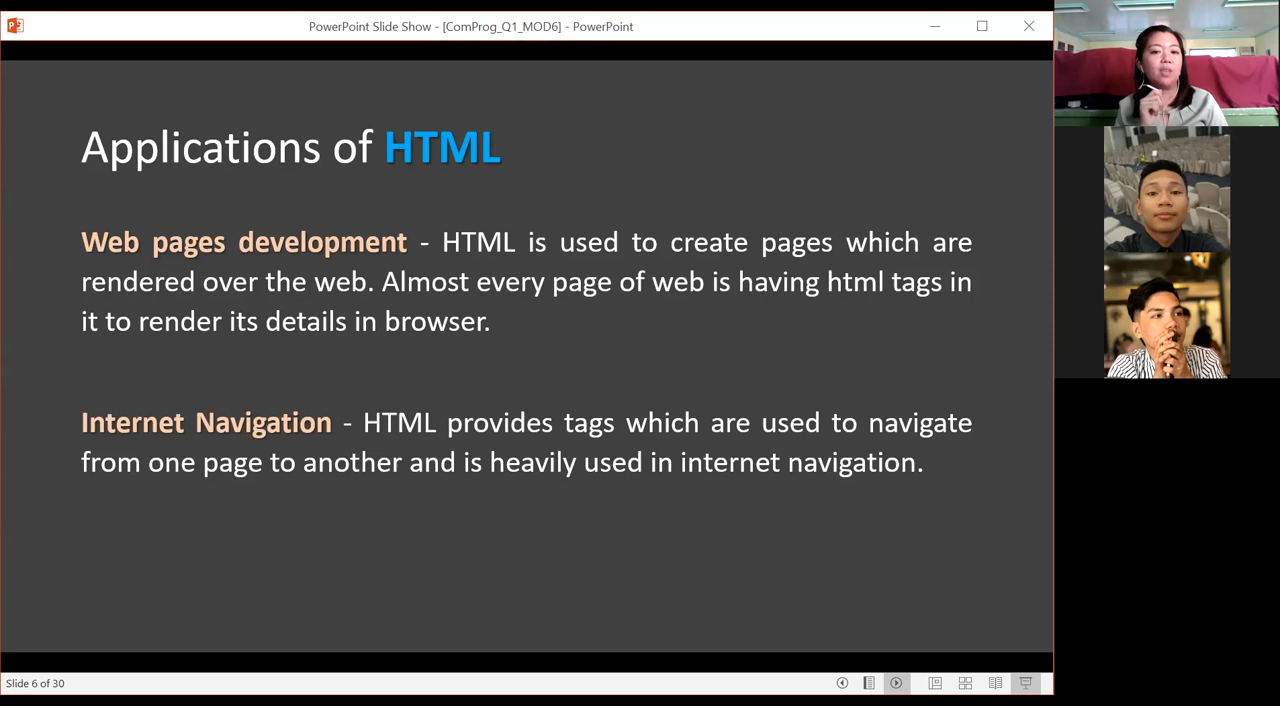 PowerPoint Slide Show - [ComProg_Q1_MOD6] - PowerPoint
Applications of HTML
Web pages development - HTML is used to create pages which are
rendered over the web. Almost every page of web is having html tags in
it to render its details in browser.
Internet Navigation - HTML provides tags which are used to navigate
from one page to another and is heavily used in internet navigation.
Slide 6 of 30